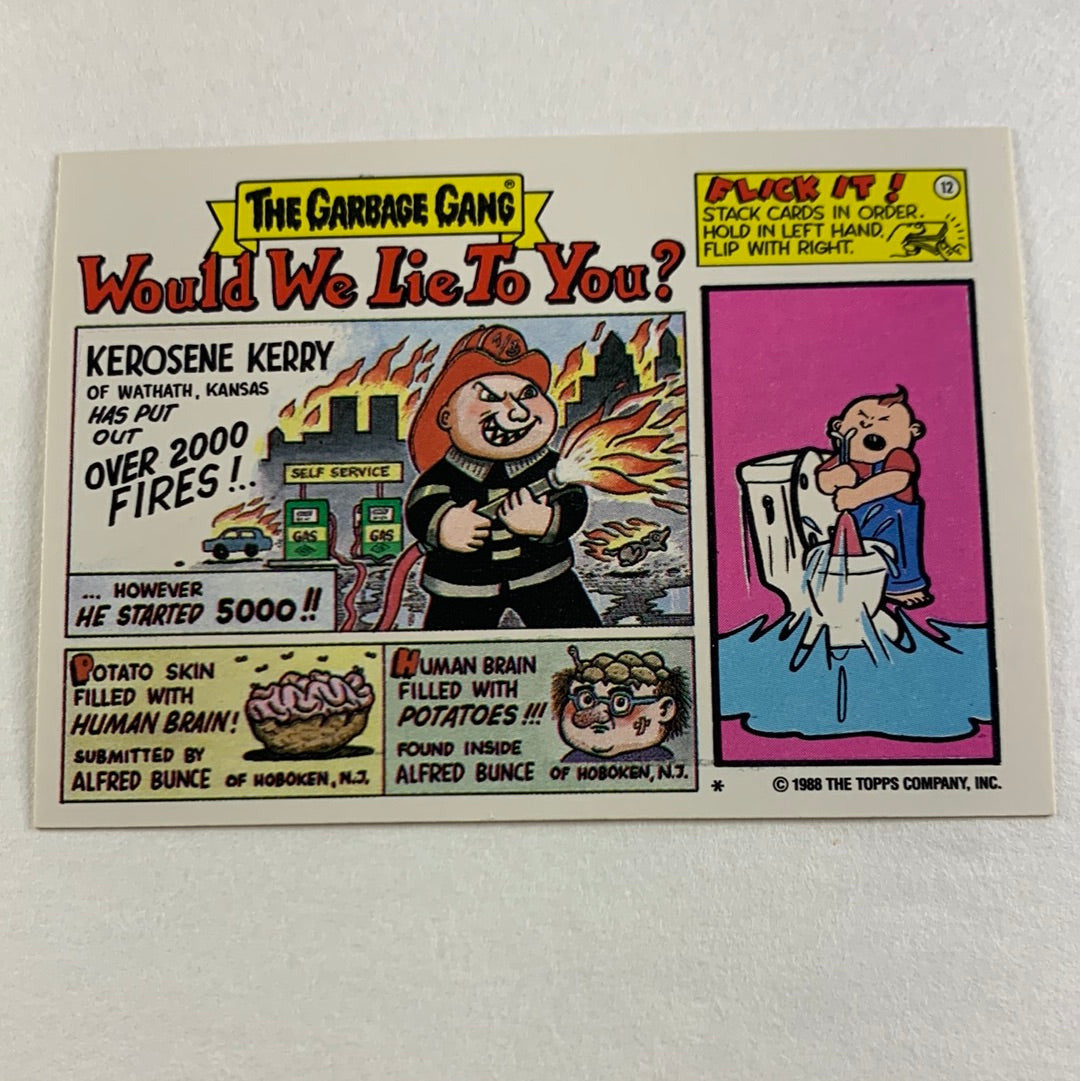 THE GARBAGE GANG®
Would We Lie To You?
KEROSENE KERRY
OF WATHATH, KANSAS
HAS PUT
OUT
OVER 2000
FIRES!..
SELF SERVICE
GAS
GAS
... HOWEVER
HE STARTED 5000!!
POTATO SKIN
FILLED WITH
HUMAN BRAIN!
SUBMITTED BY
ALFRED BUNCE OF HOBOKEN, N.J.
HUMAN BRAIN
FILLED WITH
POTATOES!!!
FOUND INSIDE
ALFRED BUNCE OF HOBOKEN, N.J.
FLICK IT! 12
STACK CARDS IN ORDER.
HOLD IN LEFT HAND.
FLIP WITH RIGHT.
* © 1988 THE TOPPS COMPANY, INC.